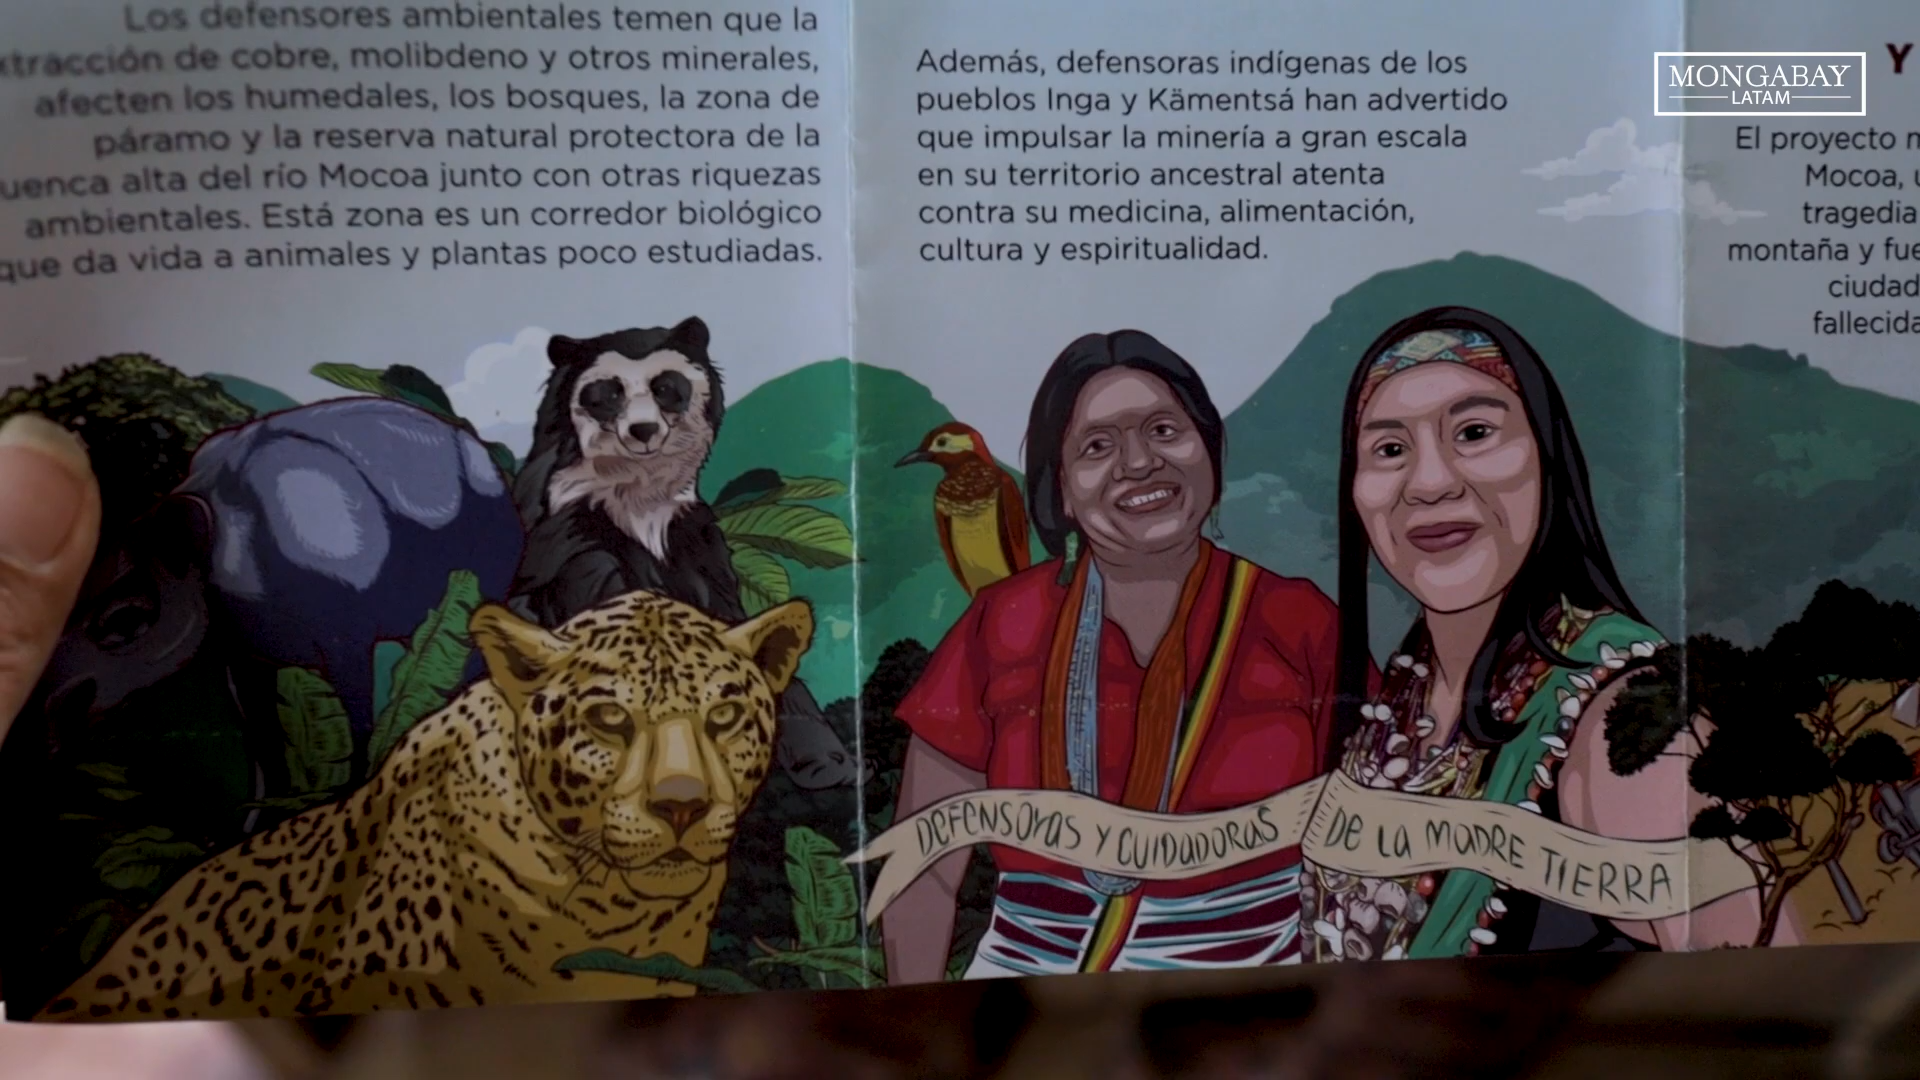 Los defensores ambientales temen que la
xtracción de cobre, molibdeno y otros minerales,
afecten los humedales, los bosques, la zona de
páramo y la reserva natural protectora de la
uenca alta del río Mocoa junto con otras riquezas
ambientales. Está zona es un corredor biológico
que da vida a animales y plantas poco estudiadas.
Además, defensoras indígenas de los
pueblos Inga y Kämentsá han advertido
que impulsar la minería a gran escala
en su territorio ancestral atenta
contra su medicina, alimentación,
cultura y espiritualidad.
DEFENSORAS Y CUIDADORAS
DE LA MADRE TIERRA
Y
El proyecto m
Mocoa, u
tragedia
montaña y fue
ciudad
fallecida
MONGABAY
LATAM